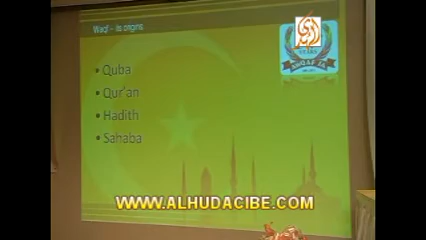 Waqf – its origins
• Quba
• Qur'an
• Hadith
• Sahaba
WWW.ALHUDACIBE.COM